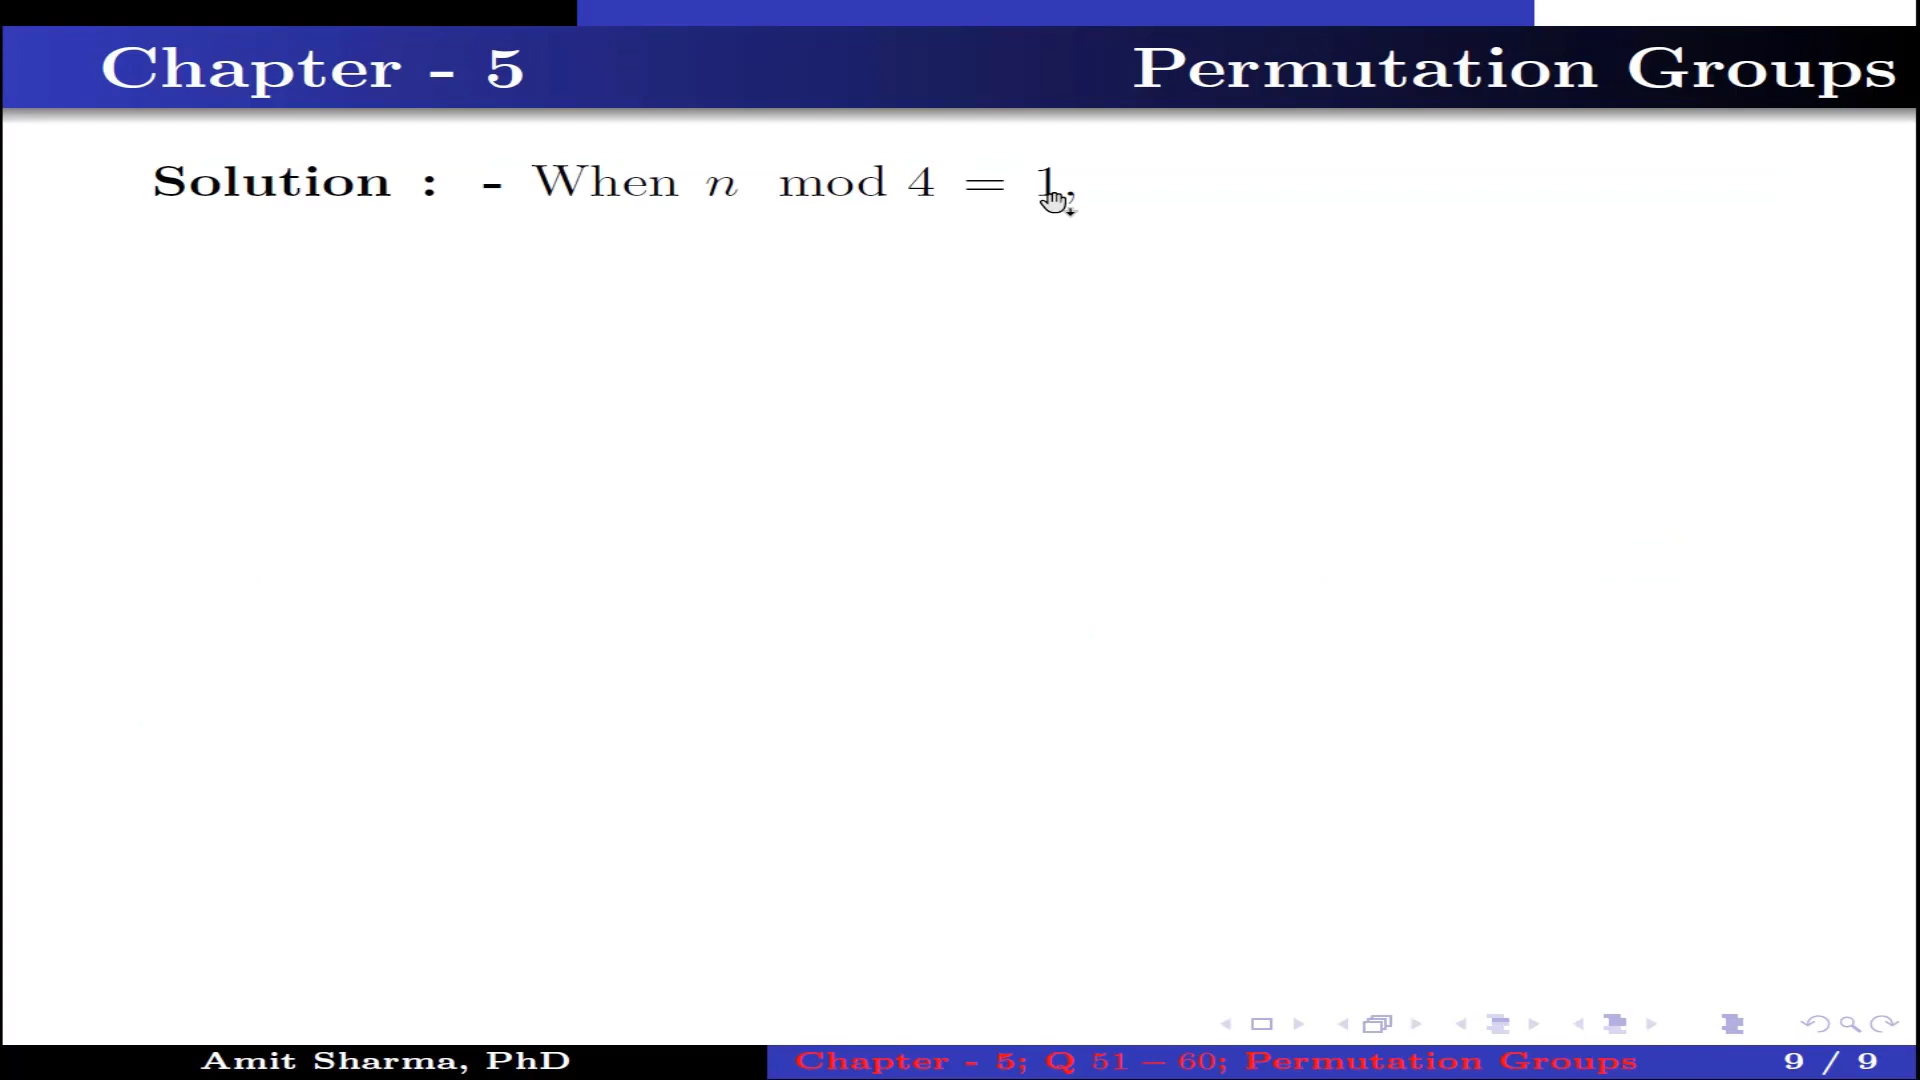 Chapter - 5 Permutation Groups
Solution : - When n mod 4 = 1,
Amit Sharma, PhD Chapter - 5; Q 51 – 60; Permutation Groups 9 / 9